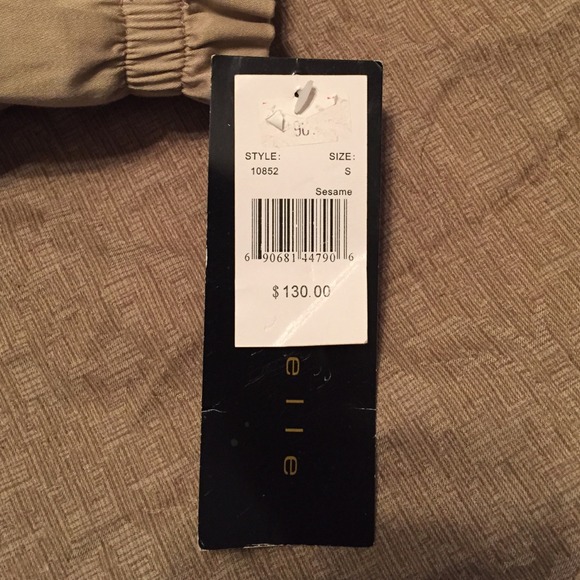 STYLE: SIZE:
10852 S
Sesame
6 90681 44790 6
$ 130.00
elle